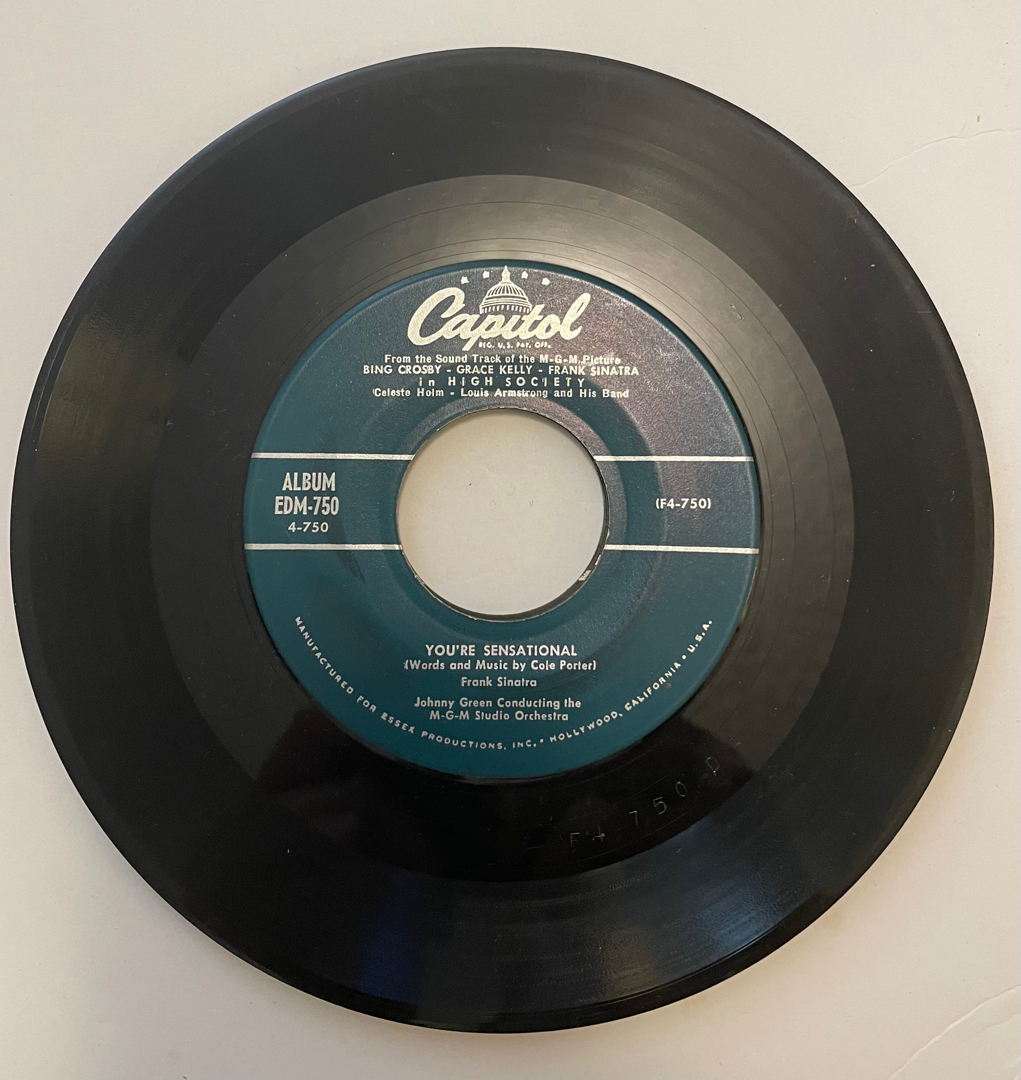 Capitol
REG. U.S. PAT. OFF.
From the Sound Track of the M-G-M Picture
BING CROSBY - GRACE KELLY - FRANK SINATRA
in HIGH SOCIETY
Celeste Holm - Louis Armstrong and His Band
ALBUM
EDM-750
4-750
(F4-750)
YOU'RE SENSATIONAL
(Words and Music by Cole Porter)
Frank Sinatra
Johnny Green Conducting the
M-G-M Studio Orchestra
MANUFACTURED FOR ESSEX PRODUCTIONS, INC. • HOLLYWOOD, CALIFORNIA • U.S.A.
F4 750